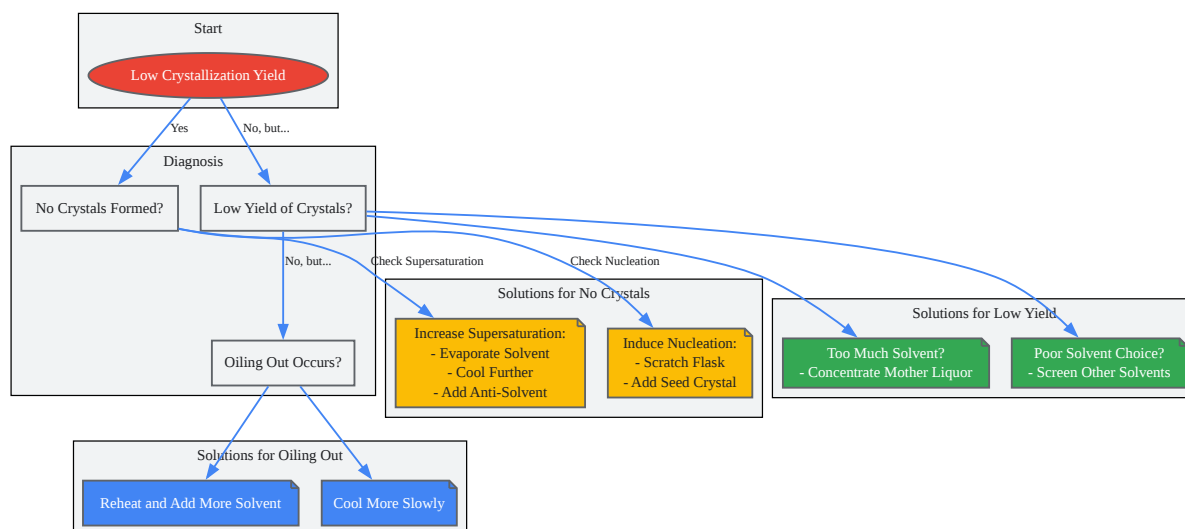 Start
Low Crystallization Yield
Yes
No, but...
Diagnosis
No Crystals Formed?
Low Yield of Crystals?
No, but...
Check Supersaturation
Check Nucleation
Solutions for No Crystals
Solutions for Low Yield
Increase Supersaturation:
- Evaporate Solvent
- Cool Further
- Add Anti-Solvent
Induce Nucleation:
- Scratch Flask
- Add Seed Crystal
Too Much Solvent?
- Concentrate Mother Liquor
Poor Solvent Choice?
- Screen Other Solvents
Oiling Out Occurs?
Solutions for Oiling Out
Reheat and Add More Solvent
Cool More Slowly